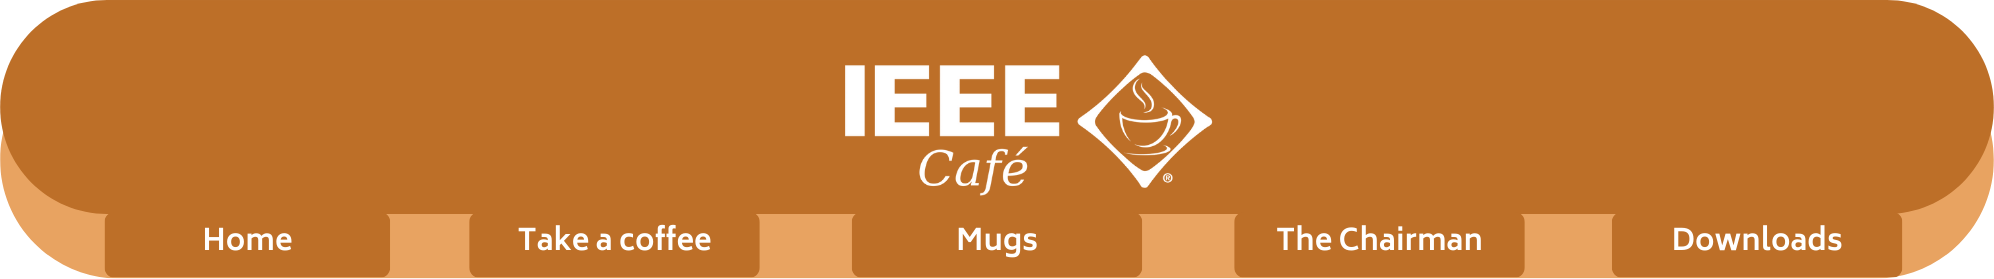 IEEE
Café
®
Home
Take a coffee
Mugs
The Chairman
Downloads